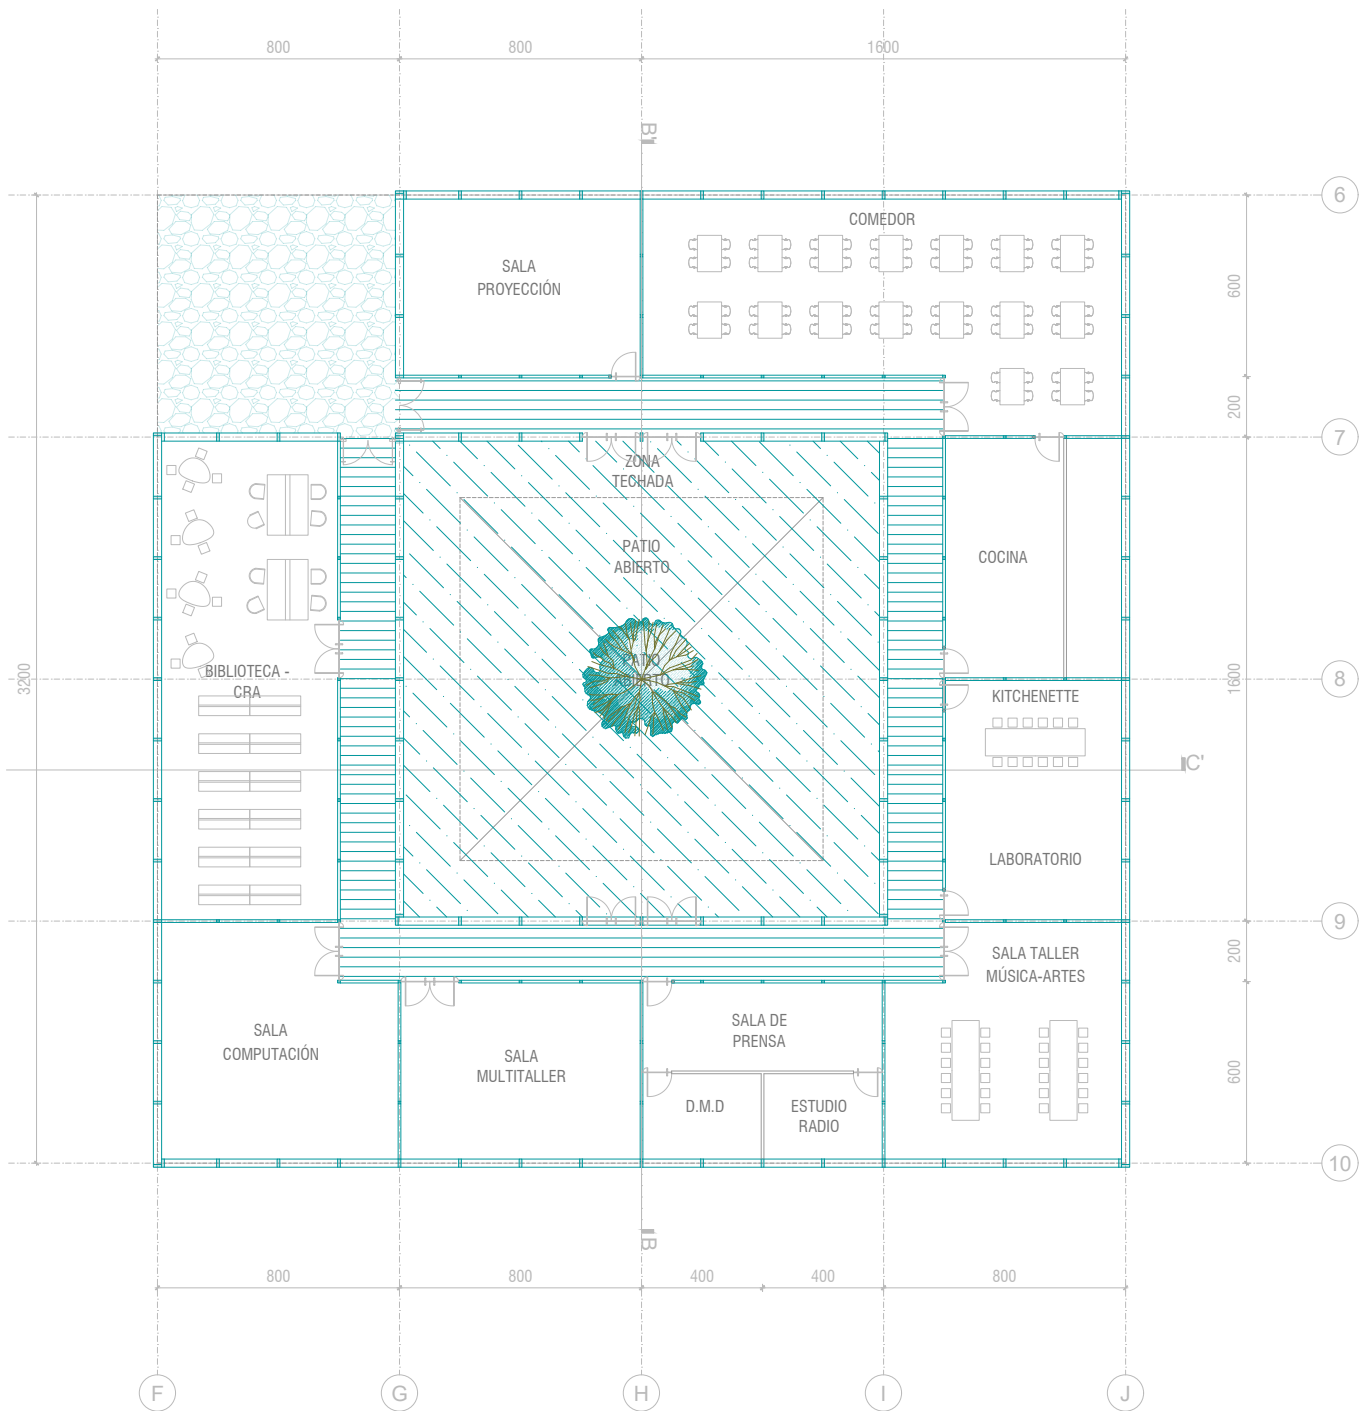 800
800
1600
B'
6
COMEDOR
SALA
PROYECCIÓN
600
200
7
ZONA
TECHADA
PATIO
ABIERTO
COCINA
PATIO
ABIERTO
BIBLIOTECA -
CRA
3200
1600
8
KITCHENETTE
C'
LABORATORIO
9
SALA TALLER
MÚSICA-ARTES
200
SALA DE
PRENSA
SALA
COMPUTACIÓN
SALA
MULTITALLER
600
D.M.D
ESTUDIO
RADIO
10
B
800
800
400
400
800
F
G
H
I
J